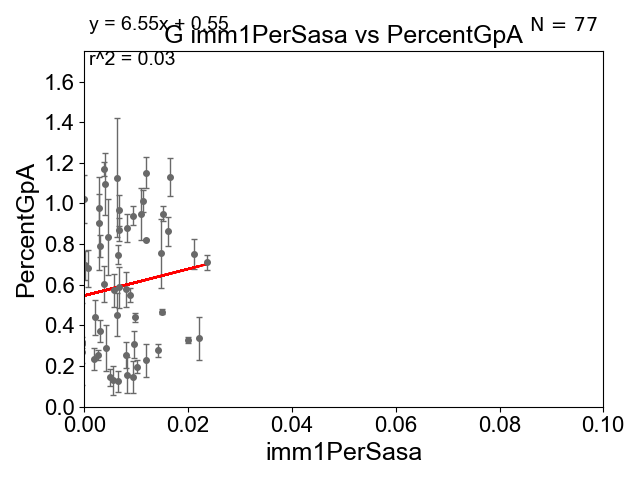 y = 6.55x + 0.55
N = 77
G imm1PerSasa vs PercentGpA
r^2 = 0.03
1.6
1.4
1.2
1.0
0.8
0.6
0.4
0.2
0.0
PercentGpA
0.00 0.02 0.04 0.06 0.08 0.10
imm1PerSasa